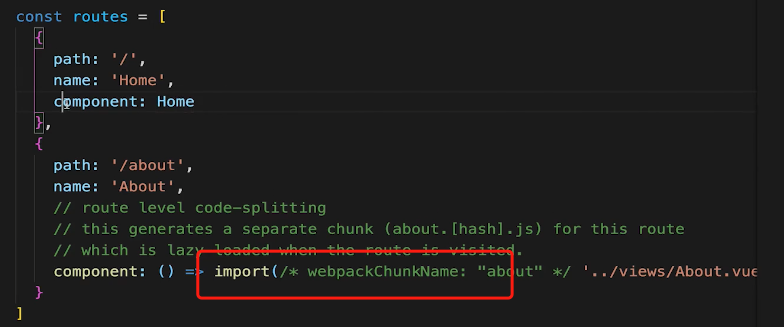 const routes = [
{
path: '/',
name: 'Home',
component: Home
},
{
path: '/about',
name: 'About',
// route level code-splitting
// this generates a separate chunk (about.[hash].js) for this route
// which is lazy-loaded when the route is visited.
component: () => import(/* webpackChunkName: "about" */ '../views/About.vue
}
]